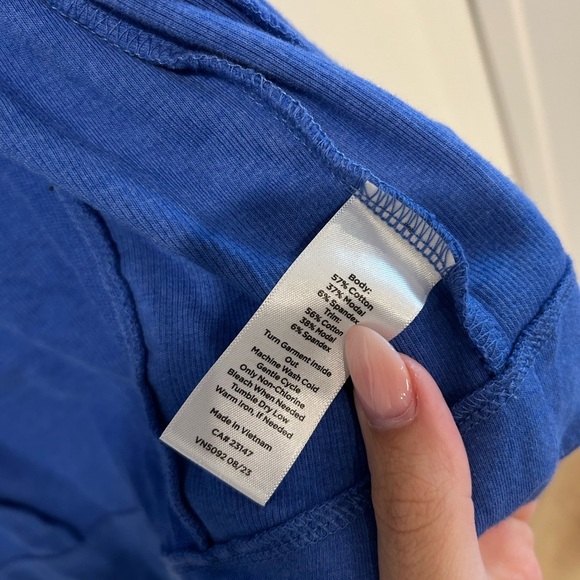 Body:
57% Cotton
37% Modal
6% Spandex
Trim:
56% Cotton
38% Modal
6% Spandex
Turn Garment Inside
Out
Machine Wash Cold
Gentle Cycle
Only Non-Chlorine
Bleach When Needed
Tumble Dry Low
Warm Iron, If Needed
Made in Vietnam
CA# 23147
VN5092 08/23